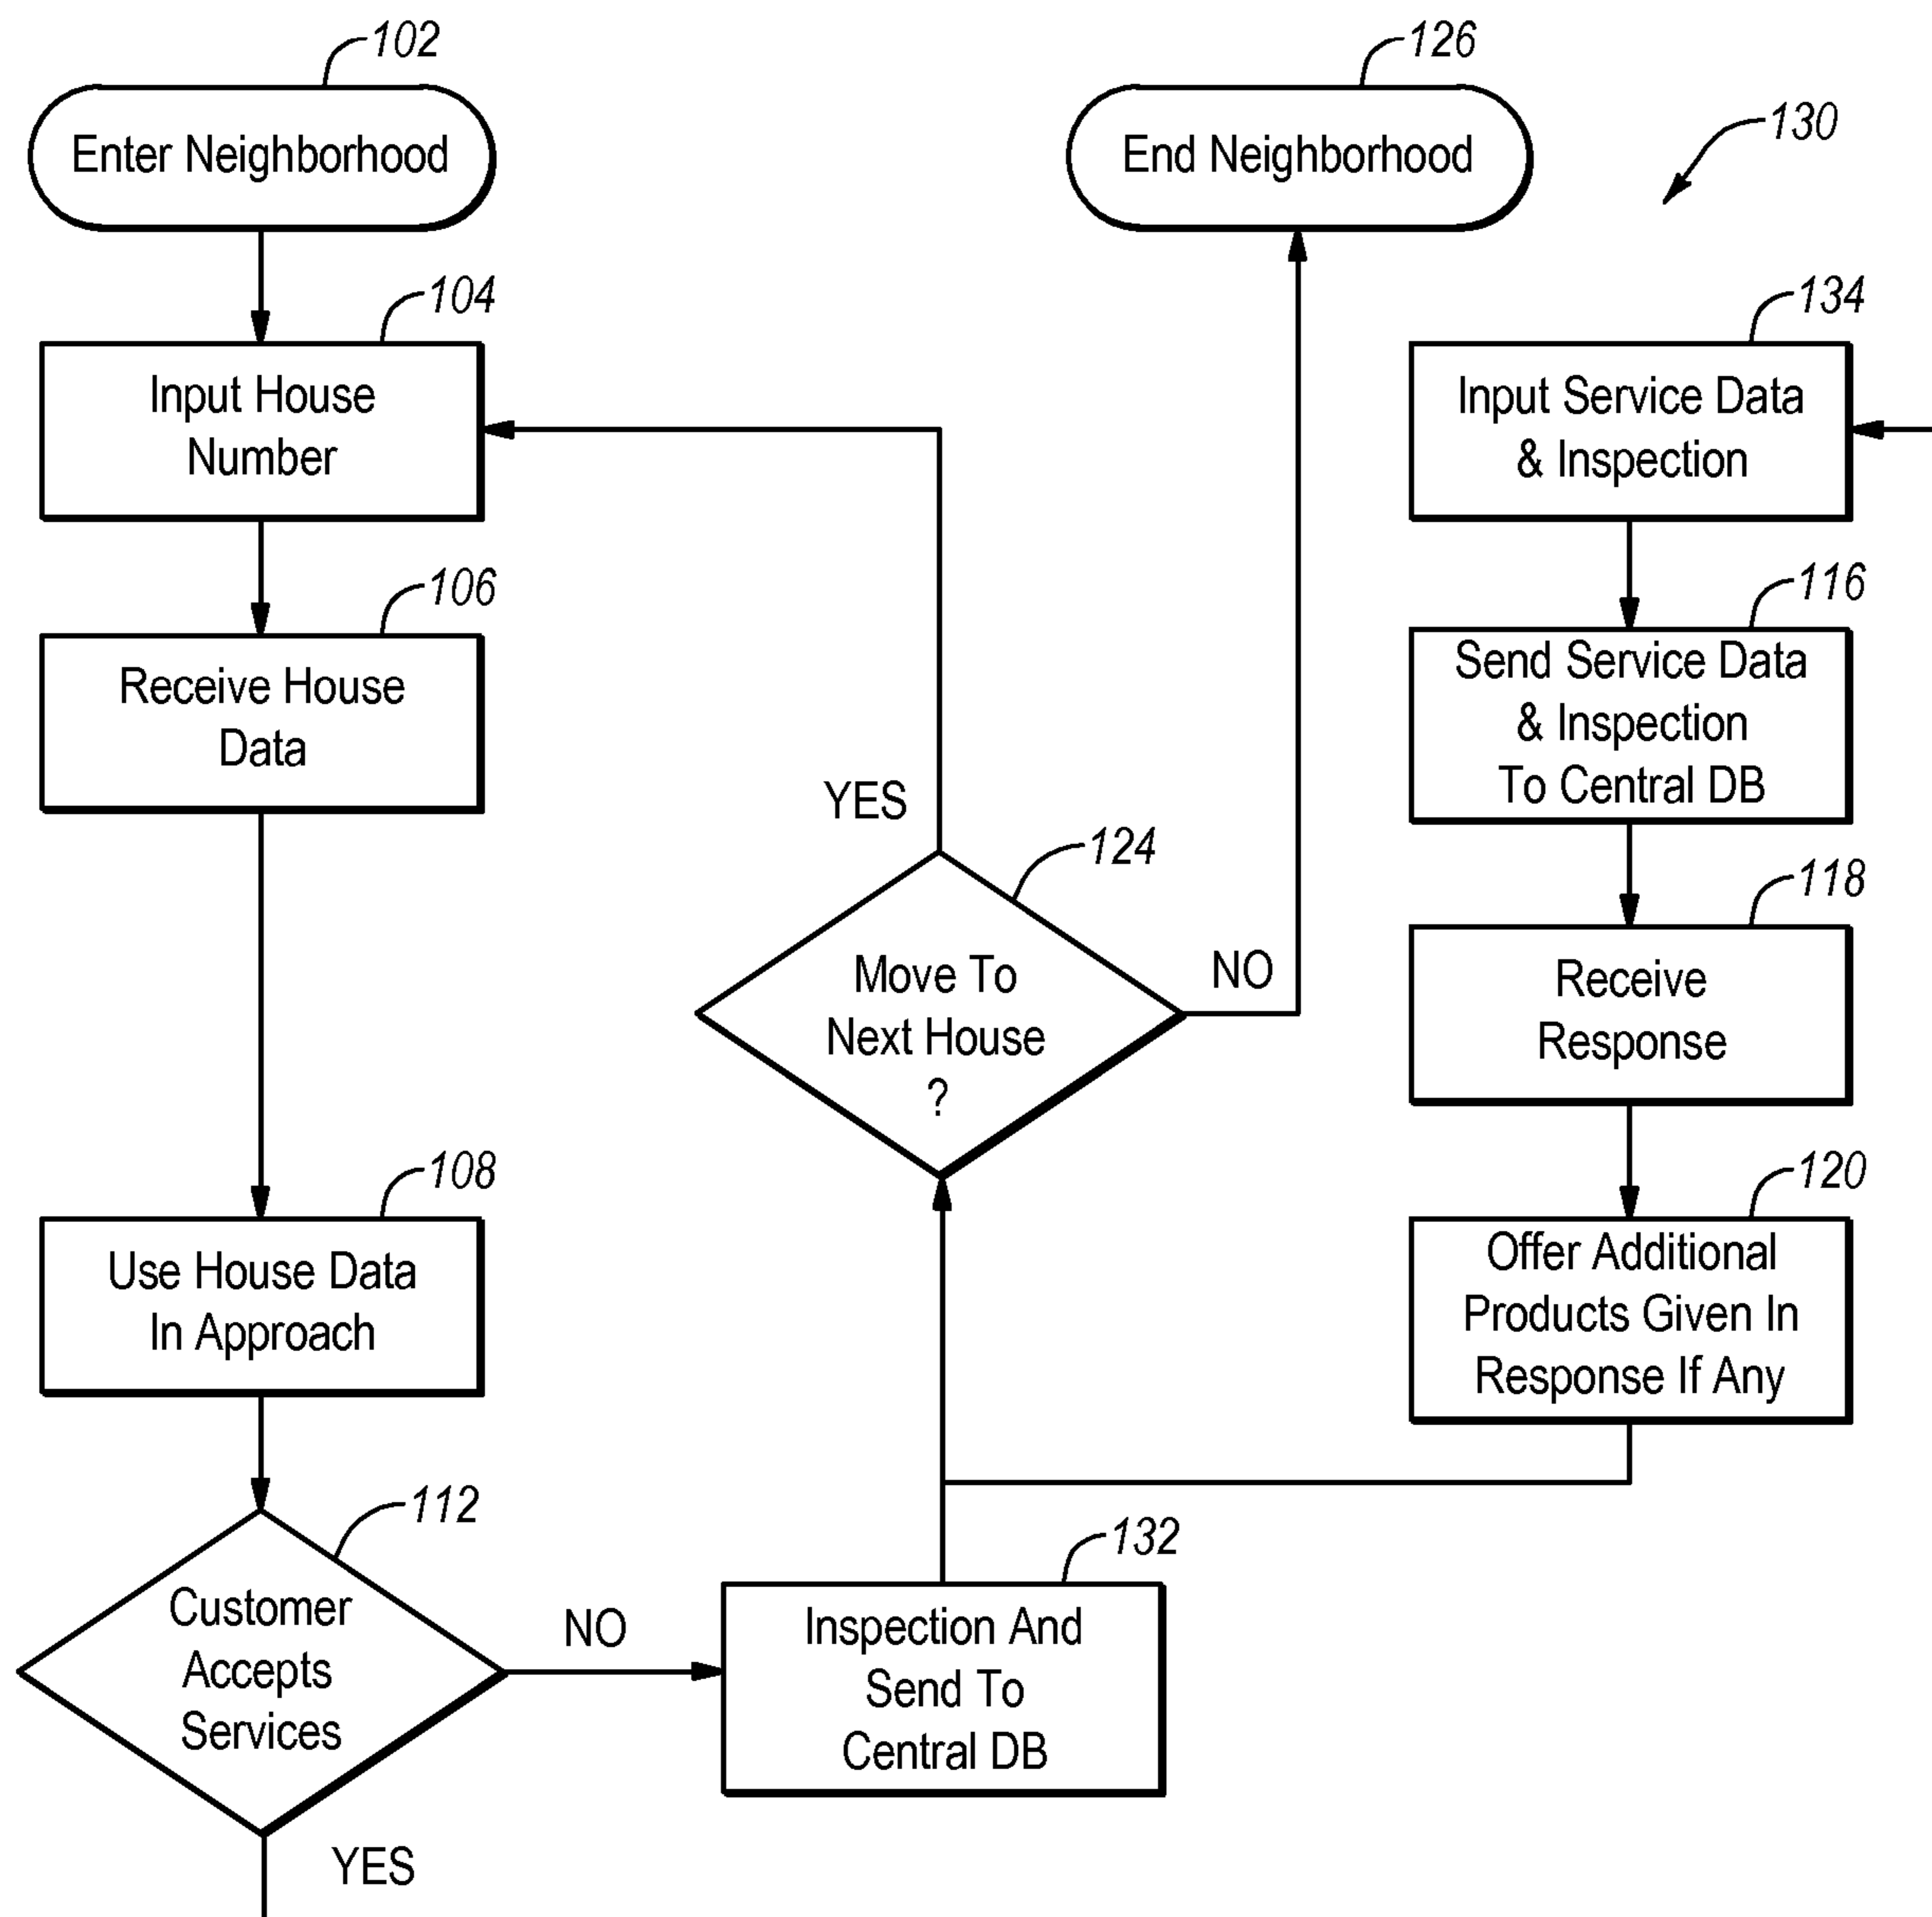 102
Enter Neighborhood
126
End Neighborhood
130
104
Input House
Number
134
Input Service Data
& Inspection
106
Receive House
Data
116
Send Service Data
& Inspection
To Central DB
YES
124
Move To
Next House
?
NO
118
Receive
Response
108
Use House Data
In Approach
120
Offer Additional
Products Given In
Response If Any
112
Customer
Accepts
Services
NO
132
Inspection And
Send To
Central DB
YES